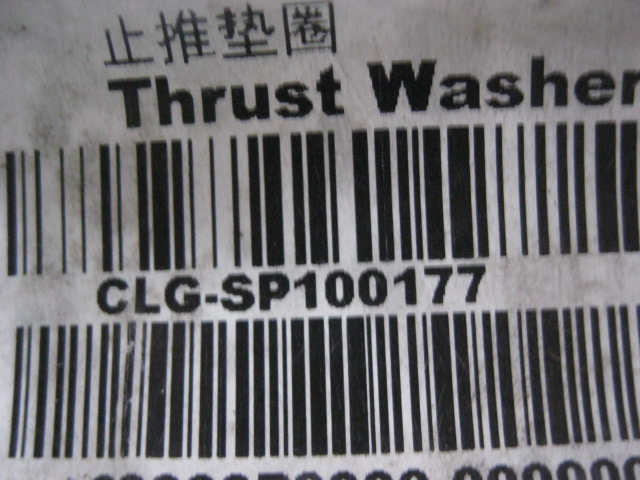 止推垫圈
Thrust Washer
CLG-SP100177